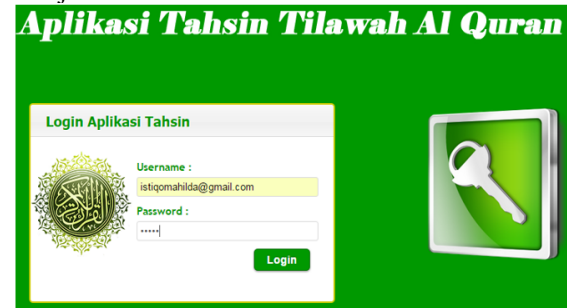 Aplikasi Tahsin Tilawah Al Quran
Login Aplikasi Tahsin
Username :
istiqomahilda@gmail.com
Password :
•••••
Login